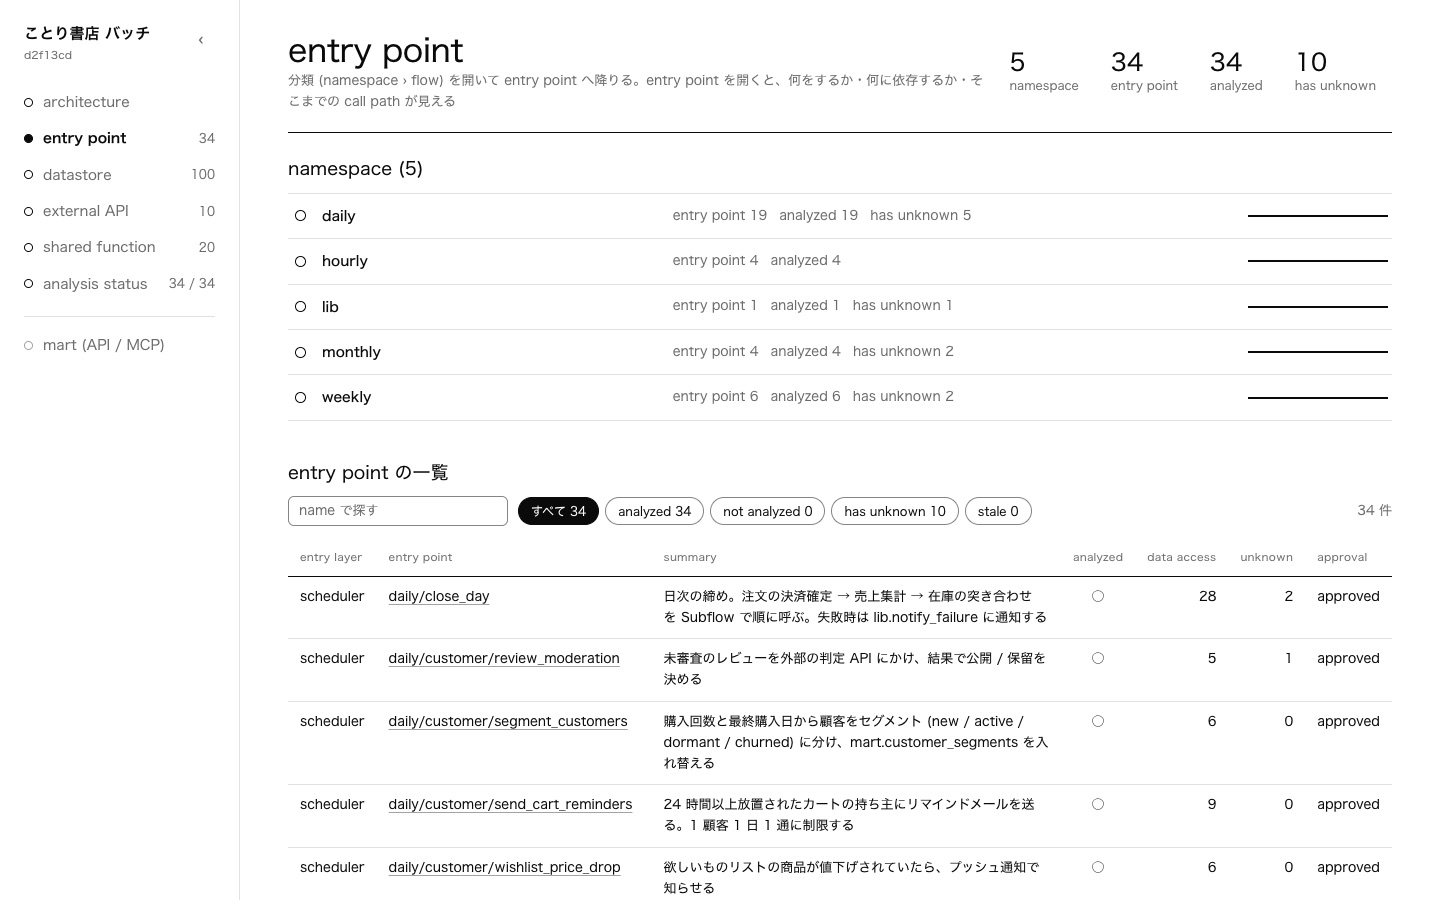 ことり書店 バッチ
d2f13cd
‹
architecture
entry point 34
datastore 100
external API 10
shared function 20
analysis status 34 / 34
mart (API / MCP)
entry point
分類 (namespace › flow) を開いて entry point へ降りる。entry point を開くと、何をするか・何に依存するか・そ
こまでの call path が見える
5 34 34 10
namespace entry point analyzed has unknown
namespace (5)
daily entry point 19 analyzed 19 has unknown 5
hourly entry point 4 analyzed 4
lib entry point 1 analyzed 1 has unknown 1
monthly entry point 4 analyzed 4 has unknown 2
weekly entry point 6 analyzed 6 has unknown 2
entry point の一覧
name で探す すべて 34 analyzed 34 not analyzed 0 has unknown 10 stale 0 34 件
entry layer entry point summary analyzed data access unknown approval
scheduler daily/close_day 日次の締め。注文の決済確定 → 売上集計 → 在庫の突き合わせ 28 2 approved
を Subflow で順に呼ぶ。失敗時は lib.notify_failure に通知する
scheduler daily/customer/review_moderation 未審査のレビューを外部の判定 API にかけ、結果で公開 / 保留を 5 1 approved
決める
scheduler daily/customer/segment_customers 購入回数と最終購入日から顧客をセグメント (new / active / 6 0 approved
dormant / churned) に分け、mart.customer_segments を入
れ替える
scheduler daily/customer/send_cart_reminders 24 時間以上放置されたカートの持ち主にリマインドメールを送 9 0 approved
る。1 顧客 1 日 1 通に制限する
scheduler daily/customer/wishlist_price_drop 欲しいものリストの商品が値下げされていたら、プッシュ通知で 6 0 approved
知らせる